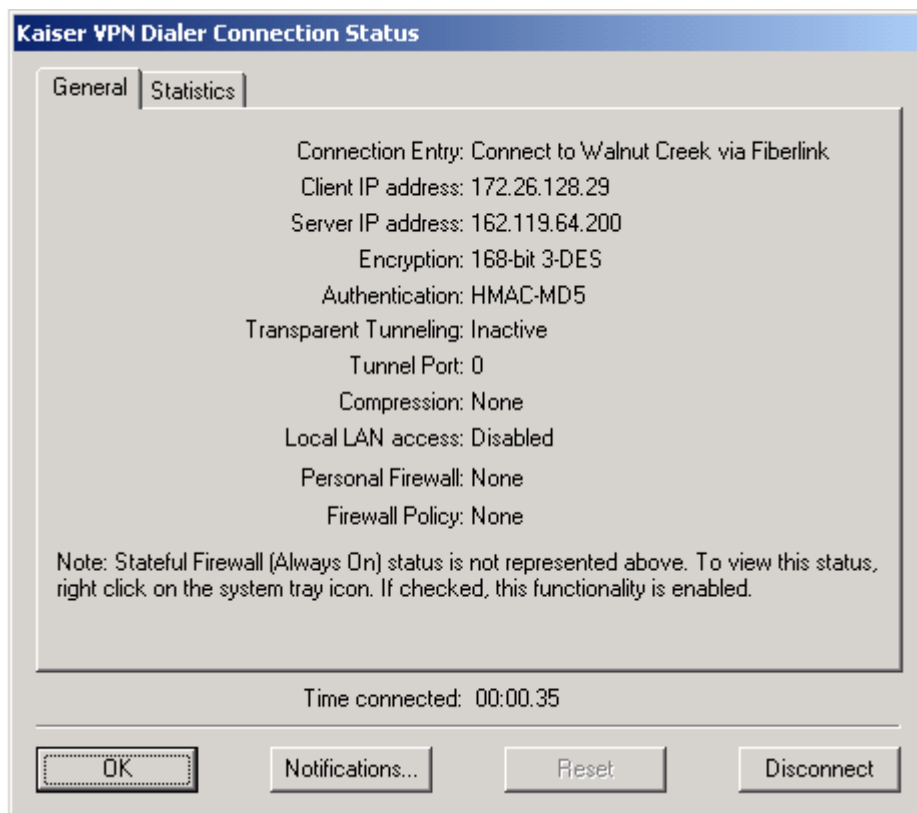 Kaiser VPN Dialer Connection Status
General Statistics
Connection Entry: Connect to Walnut Creek via Fiberlink
Client IP address: 172.26.128.29
Server IP address: 162.119.64.200
Encryption: 168-bit 3-DES
Authentication: HMAC-MD5
Transparent Tunneling: Inactive
Tunnel Port: 0
Compression: None
Local LAN access: Disabled
Personal Firewall: None
Firewall Policy: None
Note: Stateful Firewall (Always On) status is not represented above. To view this status,
right click on the system tray icon. If checked, this functionality is enabled.
Time connected: 00:00.35
OK Notifications... Reset Disconnect